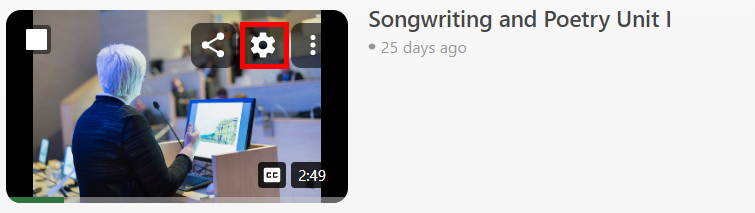 Songwriting and Poetry Unit I
25 days ago
CC
2:49